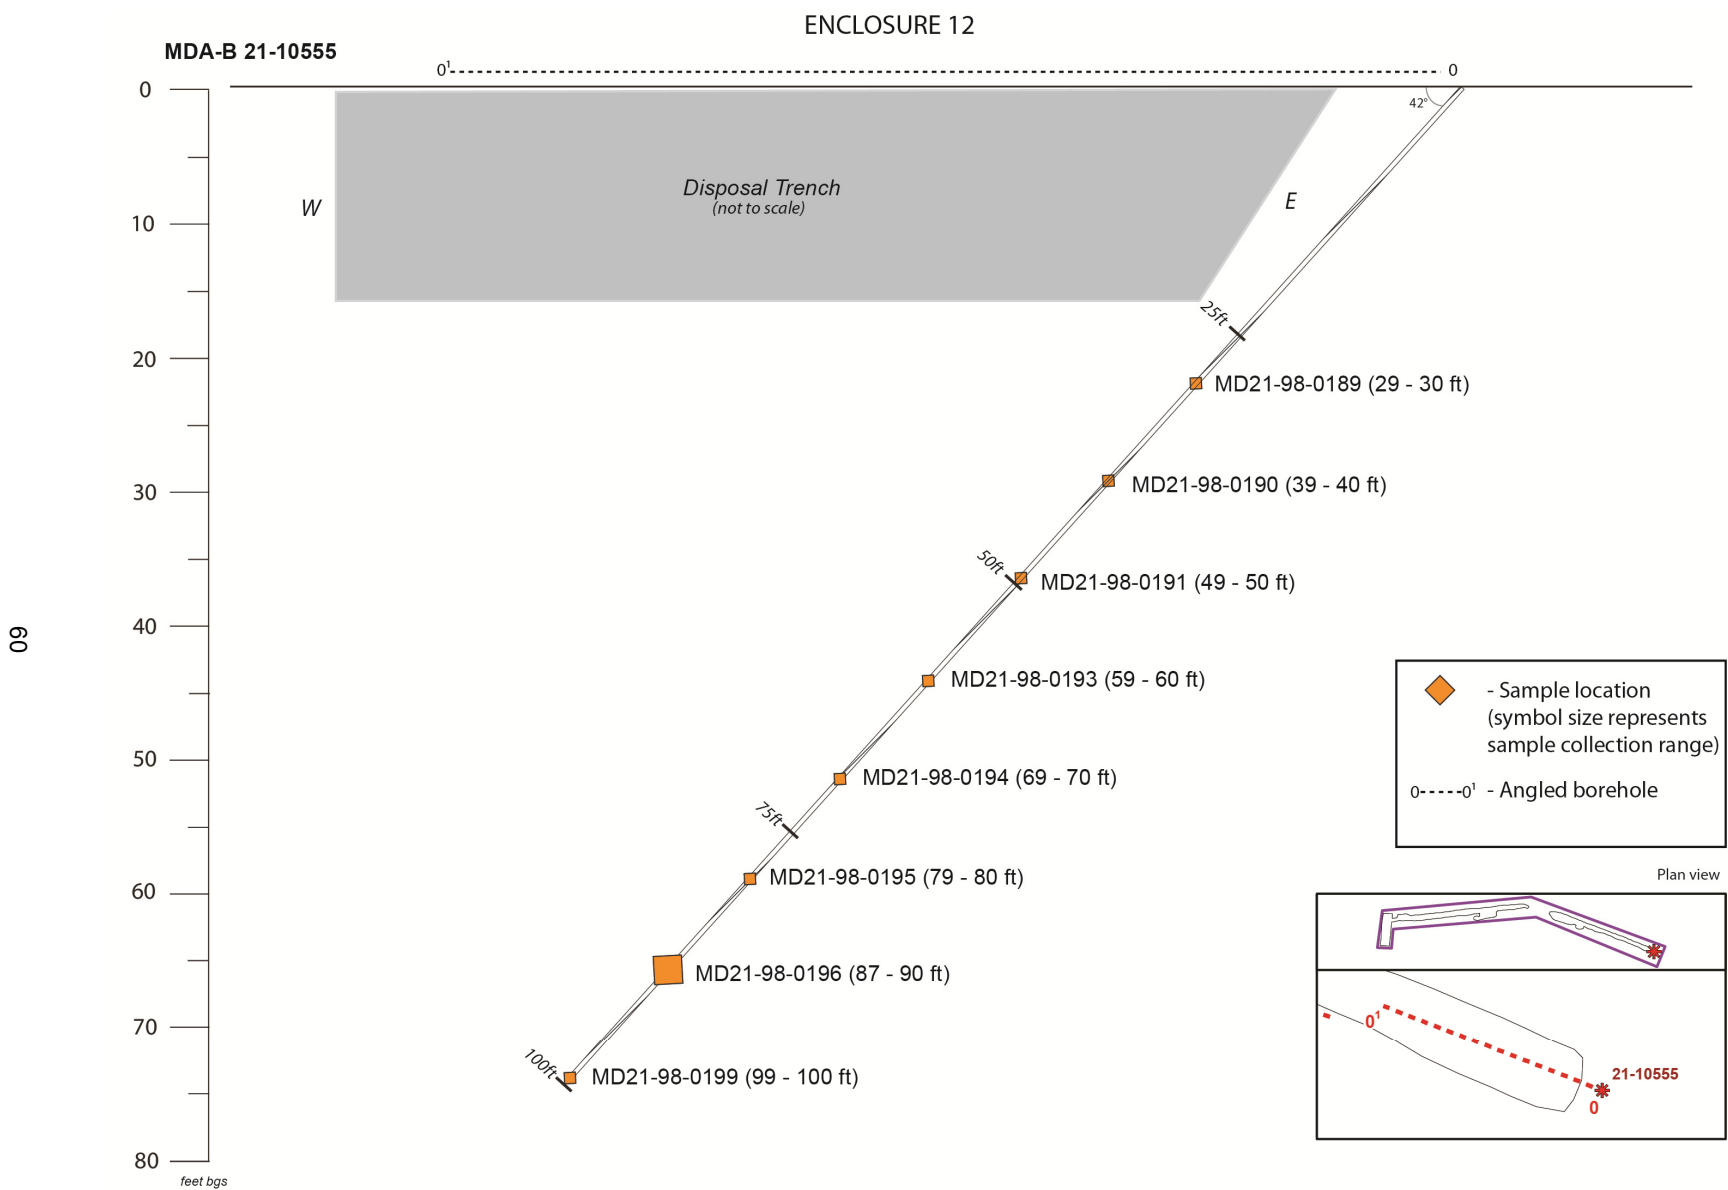 ENCLOSURE 12
MDA-B 21-10555
0¹
0
0
10
20
30
40
50
60
70
80
feet bgs
42°
W
Disposal Trench
(not to scale)
E
25ft
MD21-98-0189 (29 - 30 ft)
MD21-98-0190 (39 - 40 ft)
50ft
MD21-98-0191 (49 - 50 ft)
MD21-98-0193 (59 - 60 ft)
MD21-98-0194 (69 - 70 ft)
75ft
MD21-98-0195 (79 - 80 ft)
MD21-98-0196 (87 - 90 ft)
100ft
MD21-98-0199 (99 - 100 ft)
60
- Sample location
(symbol size represents
sample collection range)
0-----0¹ - Angled borehole
Plan view
0¹
21-10555
0